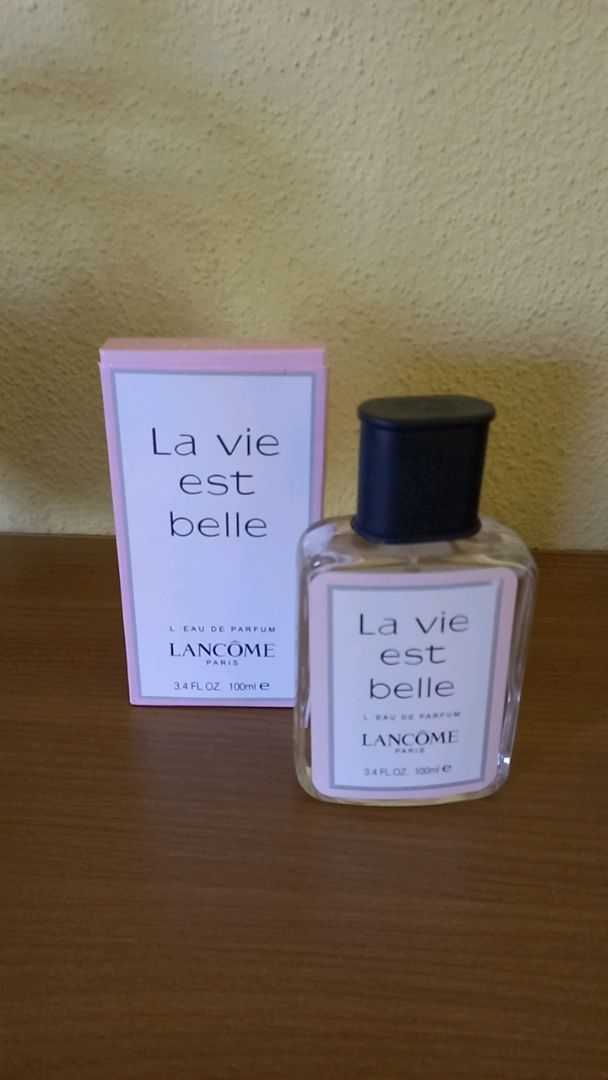 La vie
est
belle
L'EAU DE PARFUM
LANCÔME
PARIS
3.4 FL.OZ. 100ml ℮
La vie
est
belle
L'EAU DE PARFUM
LANCÔME
PARIS
3.4 FL.OZ. 100ml ℮